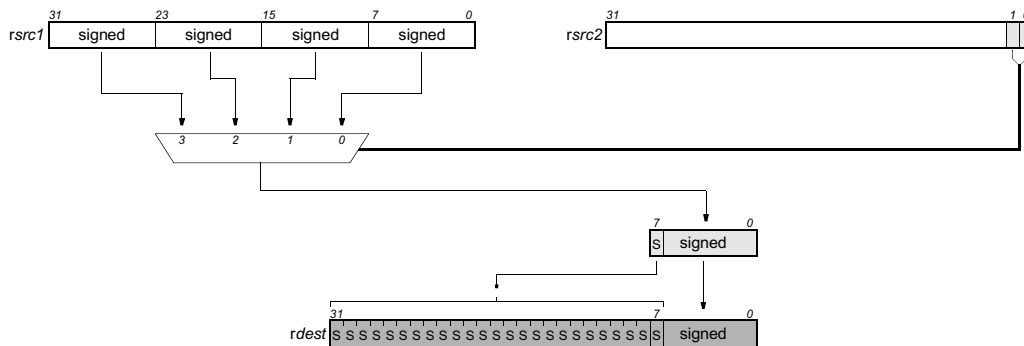 31 23 15 7 0 31 1
rsrc1 signed signed signed signed rsrc2
3 2 1 0
7 0
S signed
31 7 0
rdest S S S S S S S S S S S S S S S S S S S S S S S S S signed